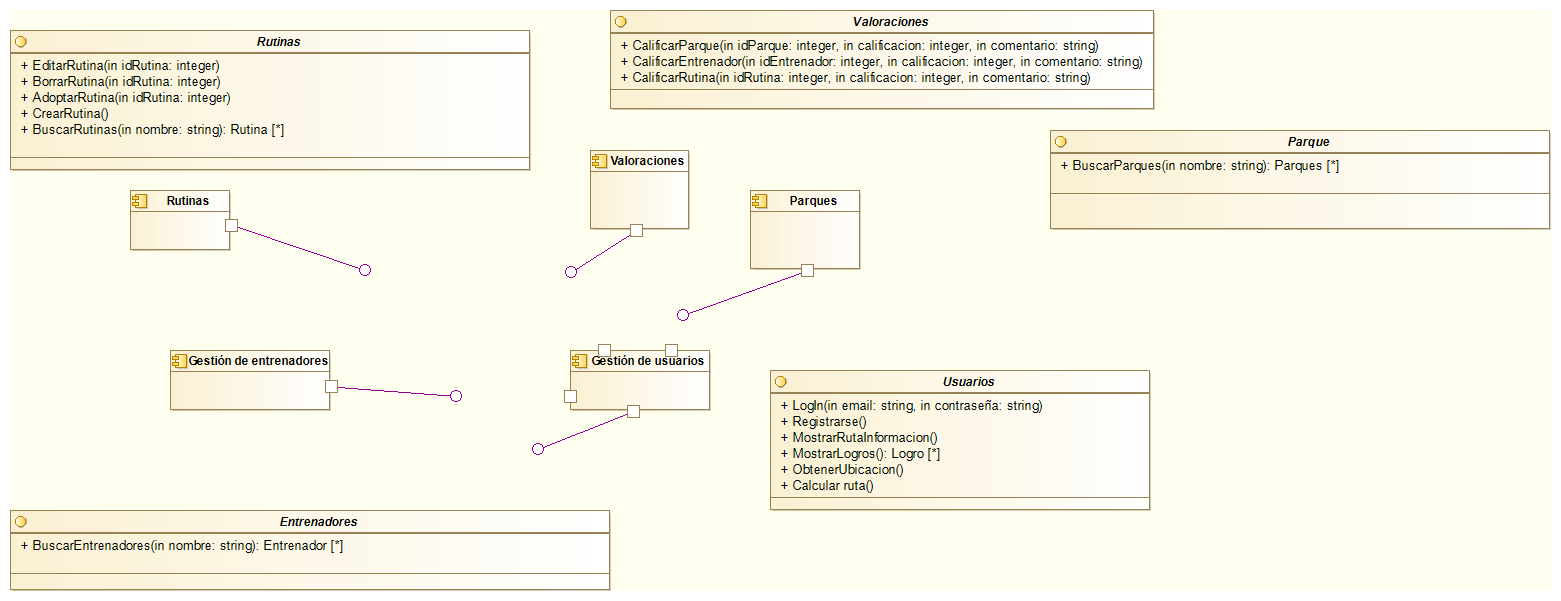 Rutinas
+ EditarRutina(in idRutina: integer)
+ BorrarRutina(in idRutina: integer)
+ AdoptarRutina(in idRutina: integer)
+ CrearRutina()
+ BuscarRutinas(in nombre: string): Rutina [*]
Valoraciones
+ CalificarParque(in idParque: integer, in calificacion: integer, in comentario: string)
+ CalificarEntrenador(in idEntrenador: integer, in calificacion: integer, in comentario: string)
+ CalificarRutina(in idRutina: integer, in calificacion: integer, in comentario: string)
Parque
+ BuscarParques(in nombre: string): Parques [*]
Valoraciones
Rutinas
Parques
Gestión de entrenadores
Gestión de usuarios
Usuarios
+ LogIn(in email: string, in contraseña: string)
+ Registrarse()
+ MostrarRutaInformacion()
+ MostrarLogros(): Logro [*]
+ ObtenerUbicacion()
+ Calcular ruta()
Entrenadores
+ BuscarEntrenadores(in nombre: string): Entrenador [*]